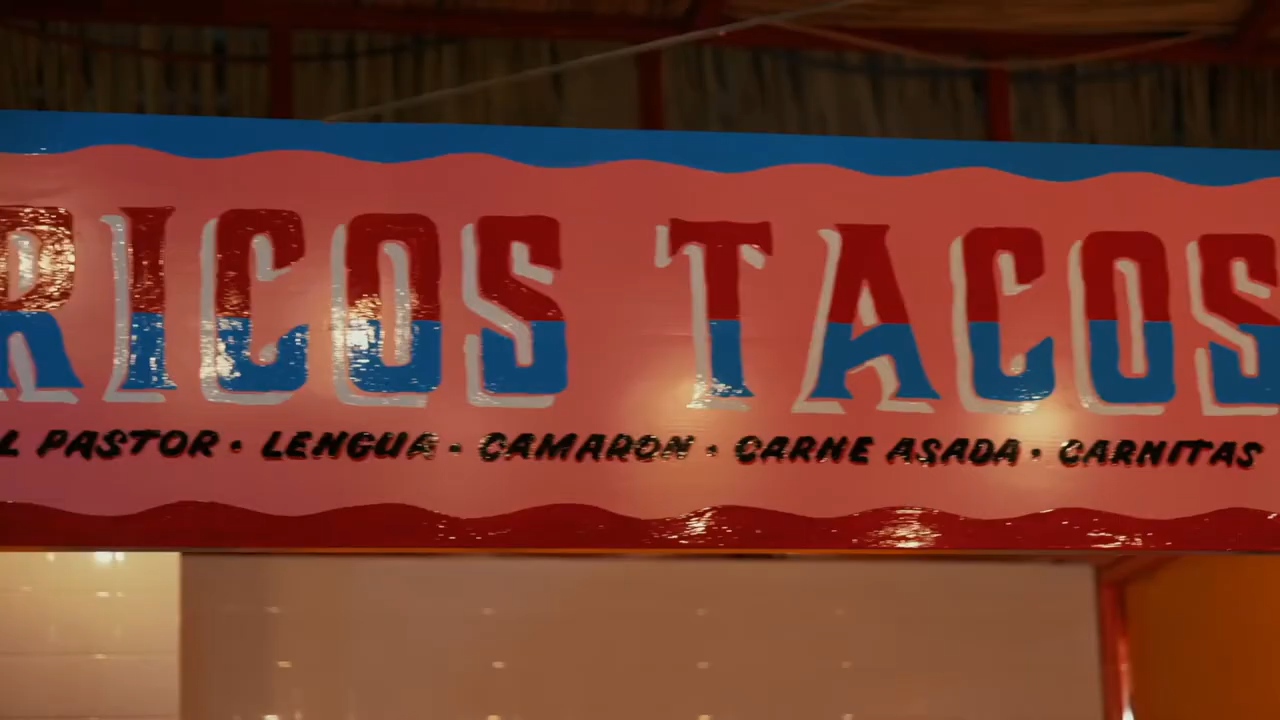 RICOS TACOS
L PASTOR • LENGUA • CAMARON • CARNE ASADA • CARNITAS